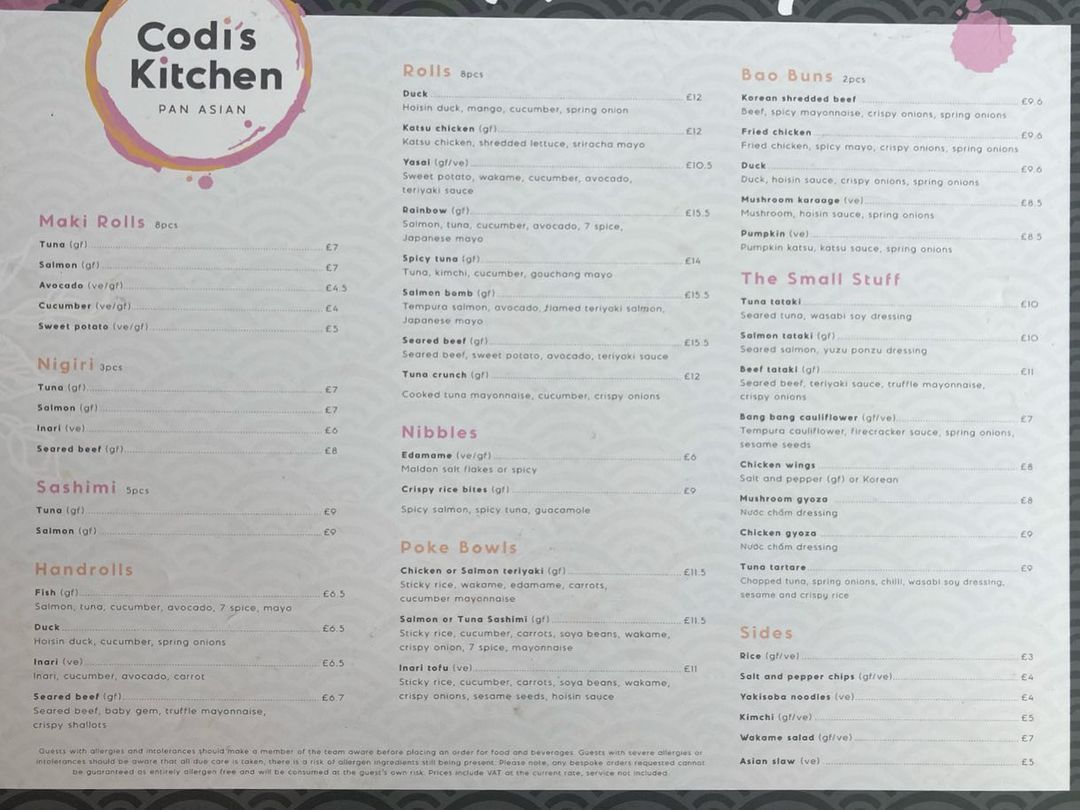 Codi's
Kitchen
PAN ASIAN
Maki Rolls 8pcs
Tuna (gf) £7
Salmon (gf) £7
Avocado (ve/gf) £4.5
Cucumber (ve/gf) £4
Sweet potato (ve/gf) £5
Nigiri 3pcs
Tuna (gf) £7
Salmon (gf) £7
Inari (ve) £6
Seared beef (gf) £8
Sashimi 5pcs
Tuna (gf) £9
Salmon (gf) £9
Handrolls
Fish (gf) £6.5
Salmon, tuna, cucumber, avocado, 7 spice, mayo
Duck £6.5
Hoisin duck, cucumber, spring onions
Inari (ve) £6.5
Inari, cucumber, avocado, carrot
Seared beef (gf) £6.7
Seared beef, baby gem, truffle mayonnaise,
crispy shallots
Rolls 8pcs
Duck £12
Hoisin duck, mango, cucumber, spring onion
Katsu chicken (gf) £12
Katsu chicken, shredded lettuce, sriracha mayo
Yasai (gf/ve) £10.5
Sweet potato, wakame, cucumber, avocado,
teriyaki sauce
Rainbow (gf) £15.5
Salmon, tuna, cucumber, avocado, 7 spice,
Japanese mayo
Spicy tuna (gf) £14
Tuna, kimchi, cucumber, gouchang mayo
Salmon bomb (gf) £15.5
Tempura salmon, avocado, flamed teriyaki salmon,
Japanese mayo
Seared beef (gf) £15.5
Seared beef, sweet potato, avocado, teriyaki sauce
Tuna crunch (gf) £12
Cooked tuna mayonnaise, cucumber, crispy onions
Nibbles
Edamame (ve/gf) £6
Maldon salt flakes or spicy
Crispy rice bites (gf) £9
Spicy salmon, spicy tuna, guacamole
Poke Bowls
Chicken or Salmon teriyaki (gf) £11.5
Sticky rice, wakame, edamame, carrots,
cucumber mayonnaise
Salmon or Tuna Sashimi (gf) £11.5
Sticky rice, cucumber, carrots, soya beans, wakame,
crispy onion, 7 spice, mayonnaise
Inari tofu (ve) £11
Sticky rice, cucumber, carrots, soya beans, wakame,
crispy onions, sesame seeds, hoisin sauce
Bao Buns 2pcs
Korean shredded beef £9.6
Beef, spicy mayonnaise, crispy onions, spring onions
Fried chicken £9.6
Fried chicken, spicy mayo, crispy onions, spring onions
Duck £9.6
Duck, hoisin sauce, crispy onions, spring onions
Mushroom karaage (ve) £8.5
Mushroom, hoisin sauce, spring onions
Pumpkin (ve) £8.5
Pumpkin katsu, katsu sauce, spring onions
The Small Stuff
Tuna tataki £10
Seared tuna, wasabi soy dressing
Salmon tataki (gf) £10
Seared salmon, yuzu ponzu dressing
Beef tataki (gf) £11
Seared beef, teriyaki sauce, truffle mayonnaise,
crispy onions
Bang bang cauliflower (gf/ve) £7
Tempura cauliflower, firecracker sauce, spring onions,
sesame seeds
Chicken wings £8
Salt and pepper (gf) or Korean
Mushroom gyoza £8
Nước chấm dressing
Chicken gyoza £9
Nước chấm dressing
Tuna tartare £9
Chopped tuna, spring onions, chilli, wasabi soy dressing,
sesame and crispy rice
Sides
Rice (gf/ve) £3
Salt and pepper chips (gf/ve) £4
Yakisoba noodles (ve) £4
Kimchi (gf/ve) £5
Wakame salad (gf/ve) £7
Asian slaw (ve) £5
Guests with allergies and intolerances should make a member of the team aware before placing an order for food and beverages. Guests with severe allergies or
intolerances should be aware that all due care is taken, there is a risk of allergen ingredients still being present. Please note, any bespoke orders requested cannot
be guaranteed as entirely allergen free and will be consumed at the guest's own risk. Prices include VAT at the current rate, service not included.